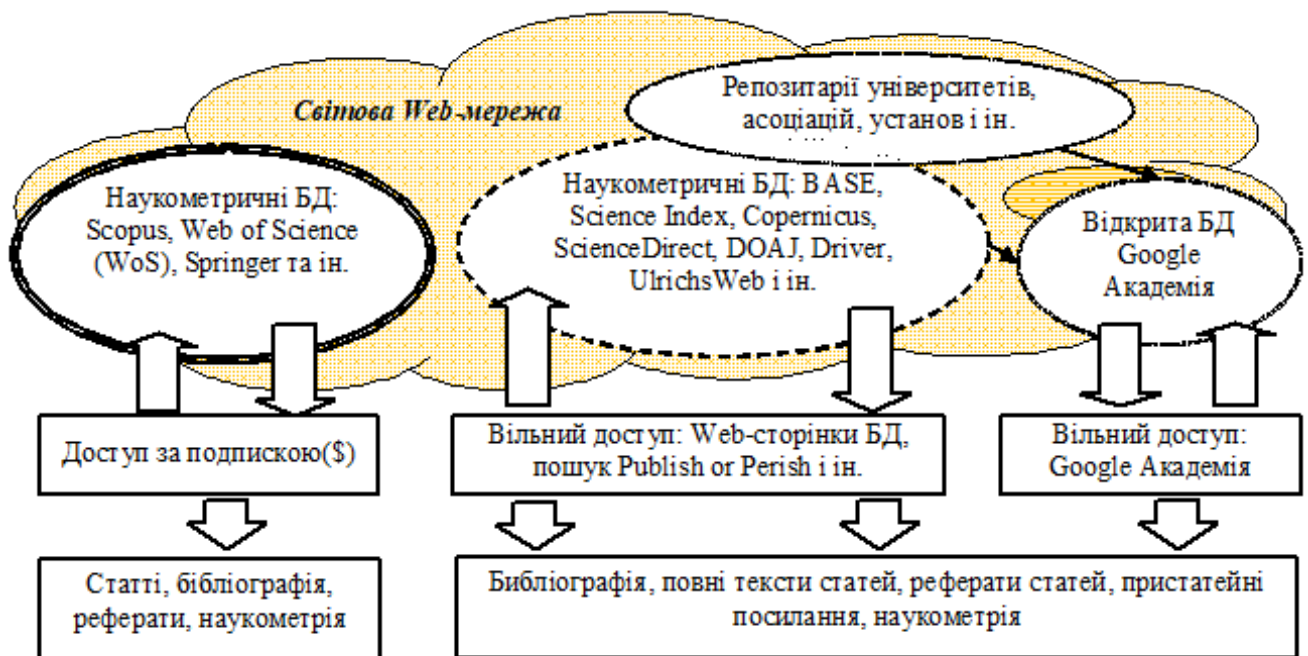 Світова Web-мережа
Репозитарії університетів,
асоціацій, установ і ін.
Наукометричні БД:
Scopus, Web of Science
(WoS), Springer та ін.
Наукометричні БД: BASE,
Science Index, Copernicus,
ScienceDirect, DOAJ, Driver,
UlrichsWeb і ін.
Відкрита БД
Google
Академія
Доступ за подпискою($)
Вільний доступ: Web-сторінки БД,
пошук Publish or Perish і ін.
Вільний доступ:
Google Академія
Статті, бібліографія,
реферати, наукометрія
Библіографія, повні тексти статей, реферати статей, пристатейні
посилання, наукометрія